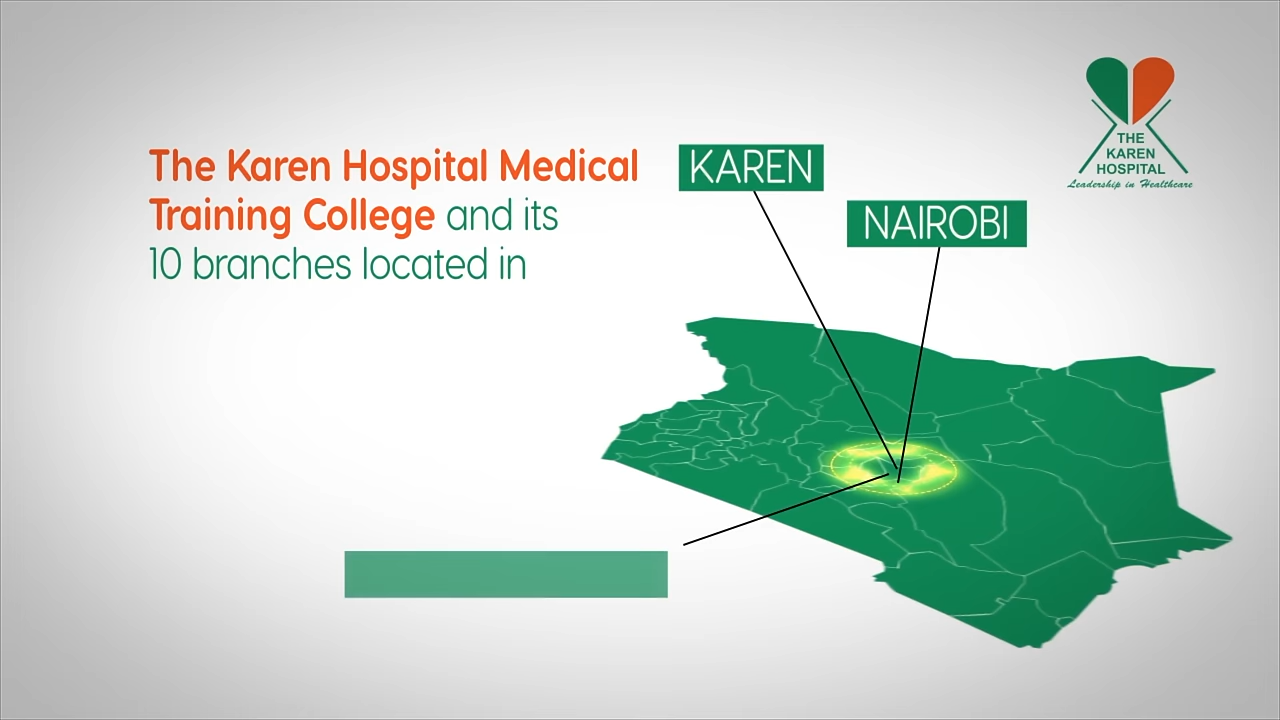 The Karen Hospital Medical
Training College and its
10 branches located in
KAREN
NAIROBI
THE
KAREN
HOSPITAL
Leadership in Healthcare